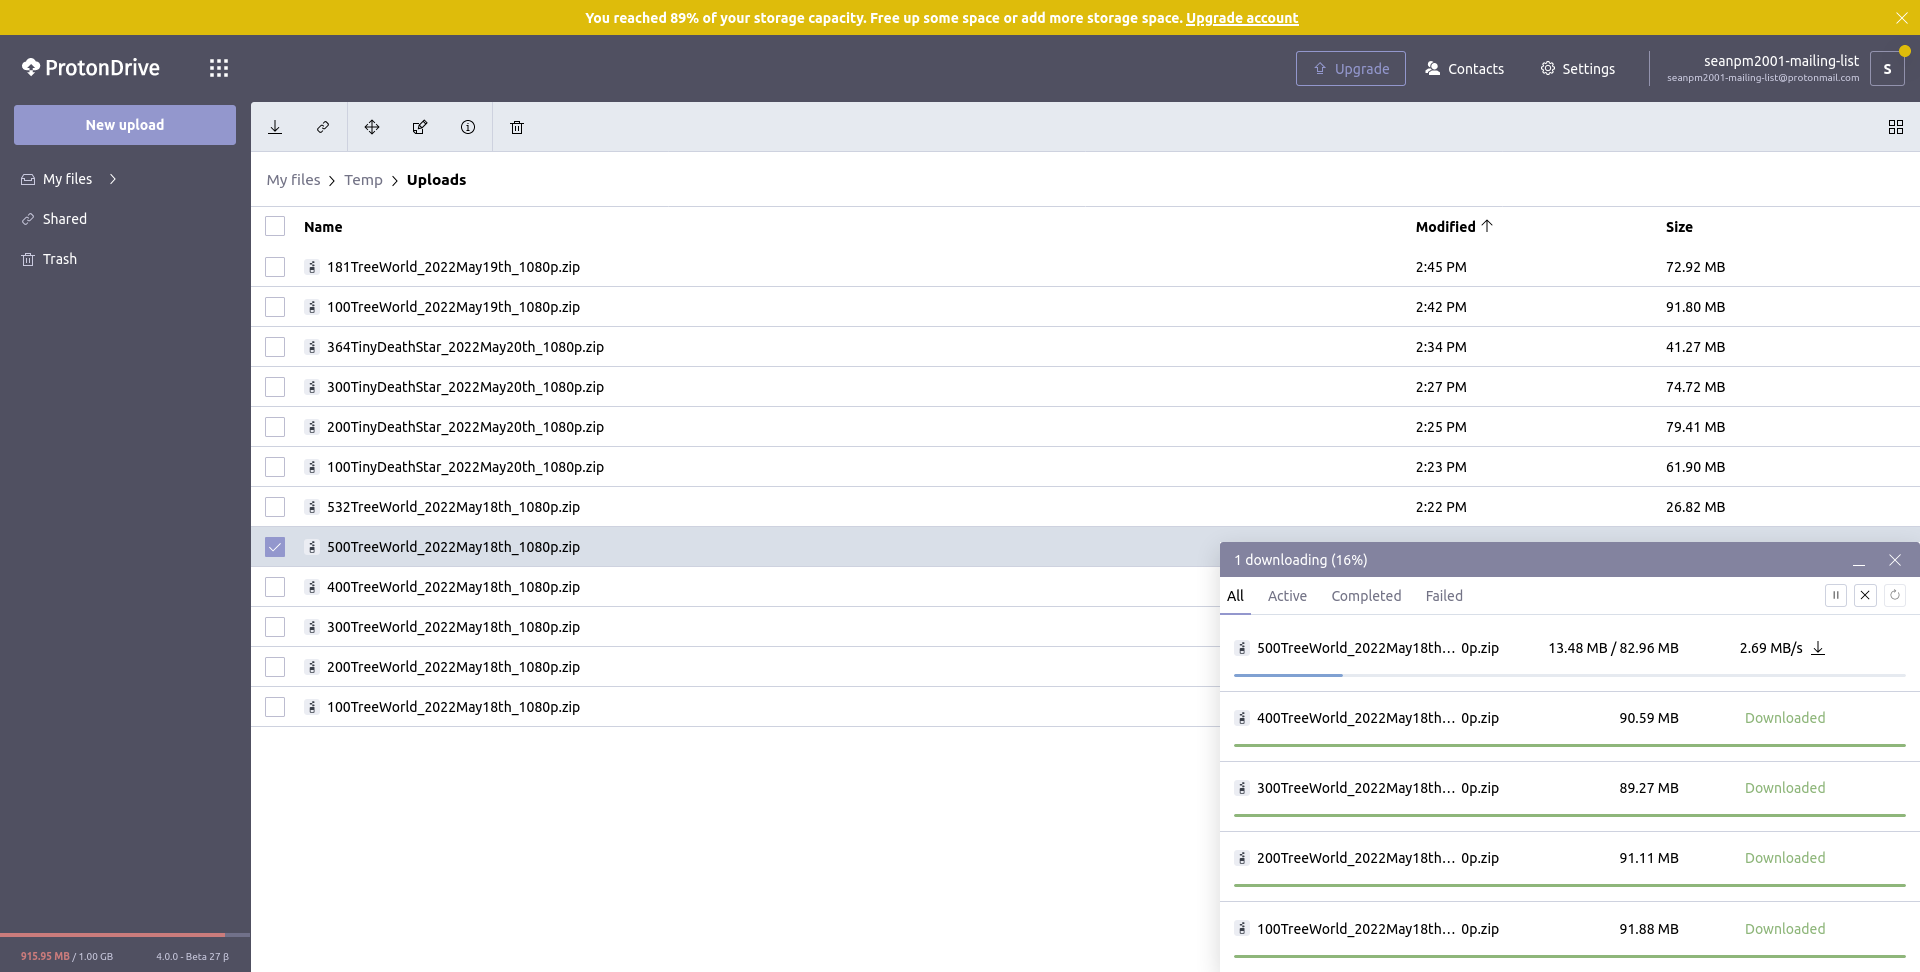 You reached 89% of your storage capacity. Free up some space or add more storage space. Upgrade account
ProtonDrive
Upgrade
Contacts
Settings
seanpm2001-mailing-list
seanpm2001-mailing-list@protonmail.com
S
New upload
My files
Shared
Trash
My files > Temp > Uploads
Name Modified Size
181TreeWorld_2022May19th_1080p.zip 2:45 PM 72.92 MB
100TreeWorld_2022May19th_1080p.zip 2:42 PM 91.80 MB
364TinyDeathStar_2022May20th_1080p.zip 2:34 PM 41.27 MB
300TinyDeathStar_2022May20th_1080p.zip 2:27 PM 74.72 MB
200TinyDeathStar_2022May20th_1080p.zip 2:25 PM 79.41 MB
100TinyDeathStar_2022May20th_1080p.zip 2:23 PM 61.90 MB
532TreeWorld_2022May18th_1080p.zip 2:22 PM 26.82 MB
500TreeWorld_2022May18th_1080p.zip
400TreeWorld_2022May18th_1080p.zip
300TreeWorld_2022May18th_1080p.zip
200TreeWorld_2022May18th_1080p.zip
100TreeWorld_2022May18th_1080p.zip
1 downloading (16%)
All Active Completed Failed
500TreeWorld_2022May18th… 0p.zip 13.48 MB / 82.96 MB 2.69 MB/s
400TreeWorld_2022May18th… 0p.zip 90.59 MB Downloaded
300TreeWorld_2022May18th… 0p.zip 89.27 MB Downloaded
200TreeWorld_2022May18th… 0p.zip 91.11 MB Downloaded
100TreeWorld_2022May18th… 0p.zip 91.88 MB Downloaded
915.95 MB / 1.00 GB 4.0.0 - Beta 27 β